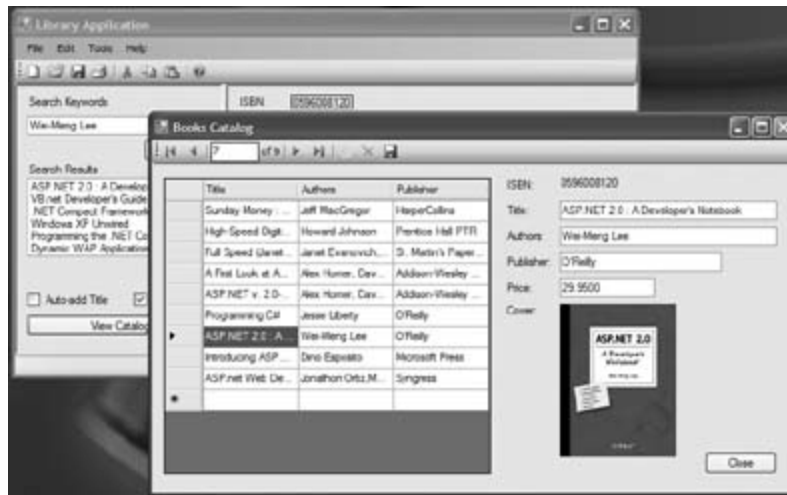 Library Application
File Edit Tools Help
Search Keywords
Wei-Meng Lee
ISBN 0596008120
Search Results
ASP.NET 2.0 : A Develop
VB.net Developer's Guide
.NET Compact Framework
Windows XP Unwired
Programming the .NET Co
Dynamic WAP Application
Auto-add Title
View Catalog
Books Catalog
7 of 9
Title Authors Publisher
Sunday Money : ... Jeff MacGregor HarperCollins
High-Speed Digit... Howard Johnson Prentice Hall PTR
Full Speed (Janet... Janet Evanovich,... St. Martin's Paper...
A First Look at A... Alex Homer, Dav... Addison-Wesley ...
ASP.NET v. 2.0-... Alex Homer, Dav... Addison-Wesley ...
Programming C# Jesse Liberty O'Reilly
ASP.NET 2.0 : A... Wei-Meng Lee O'Reilly
Introducing ASP.... Dino Esposito Microsoft Press
ASP.net Web De... Jonathon Ortiz,M... Syngress
ISBN: 0596008120
Title: ASP.NET 2.0 : A Developer's Notebook
Authors: Wei-Meng Lee
Publisher: O'Reilly
Price: 29.9500
Cover:
ASP.NET 2.0
A Developer's
Notebook
Close